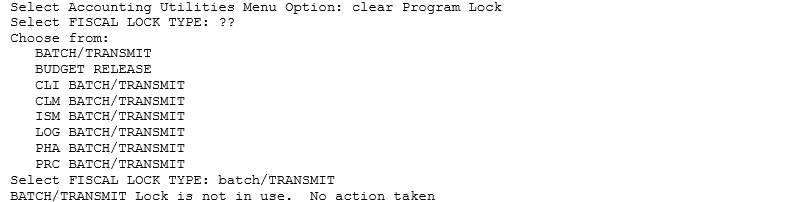 Select Accounting Utilities Menu Option: clear Program Lock
Select FISCAL LOCK TYPE: ??
Choose from:
BATCH/TRANSMIT
BUDGET RELEASE
CLI BATCH/TRANSMIT
CLM BATCH/TRANSMIT
ISM BATCH/TRANSMIT
LOG BATCH/TRANSMIT
PHA BATCH/TRANSMIT
PRC BATCH/TRANSMIT
Select FISCAL LOCK TYPE: batch/TRANSMIT
BATCH/TRANSMIT Lock is not in use.  No action taken